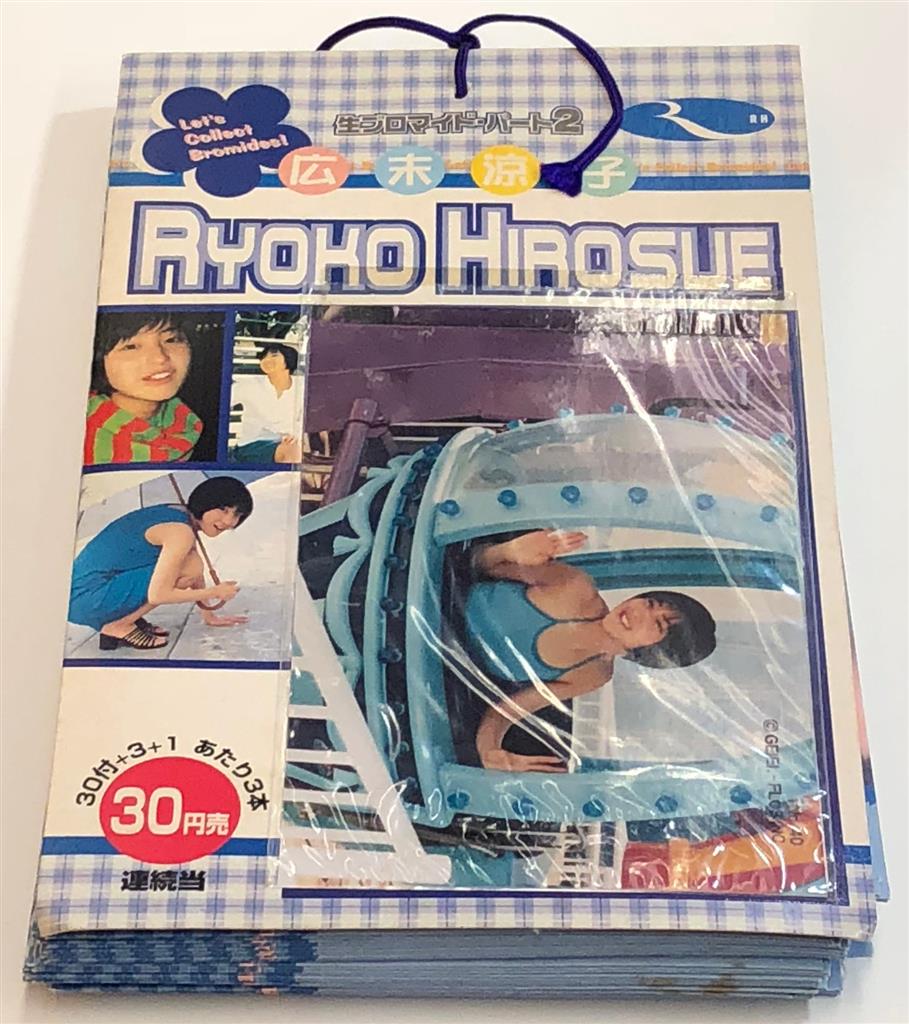 Let's
Collect
Bromides!
生ブロマイド・パート2
RH
広末涼子
RYOKO HIROSUE
30付+3+1 あたり3本
30円売
連続当